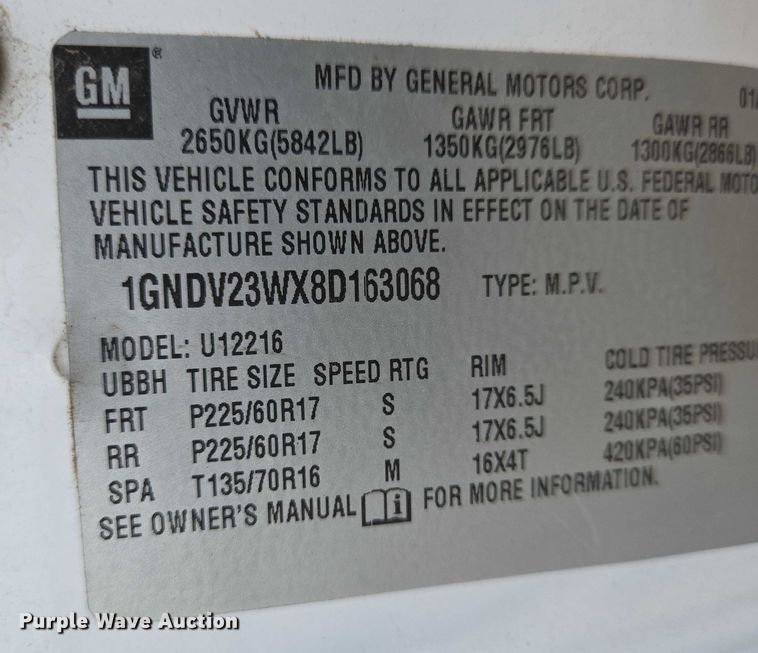 GM ®
MFD BY GENERAL MOTORS CORP. 01/
GVWR GAWR FRT GAWR RR
2650KG(5842LB) 1350KG(2976LB) 1300KG(2866LB)
THIS VEHICLE CONFORMS TO ALL APPLICABLE U.S. FEDERAL MOTO
VEHICLE SAFETY STANDARDS IN EFFECT ON THE DATE OF
MANUFACTURE SHOWN ABOVE.
1GNDV23WX8D163068 TYPE: M.P.V.
MODEL: U12216
UBBH TIRE SIZE SPEED RTG RIM COLD TIRE PRESSU
FRT P225/60R17 S 17X6.5J 240KPA(35PSI)
RR P225/60R17 S 17X6.5J 240KPA(35PSI)
SPA T135/70R16 M 16X4T 420KPA(60PSI)
SEE OWNER'S MANUAL i FOR MORE INFORMATION.
Purple Wave Auction